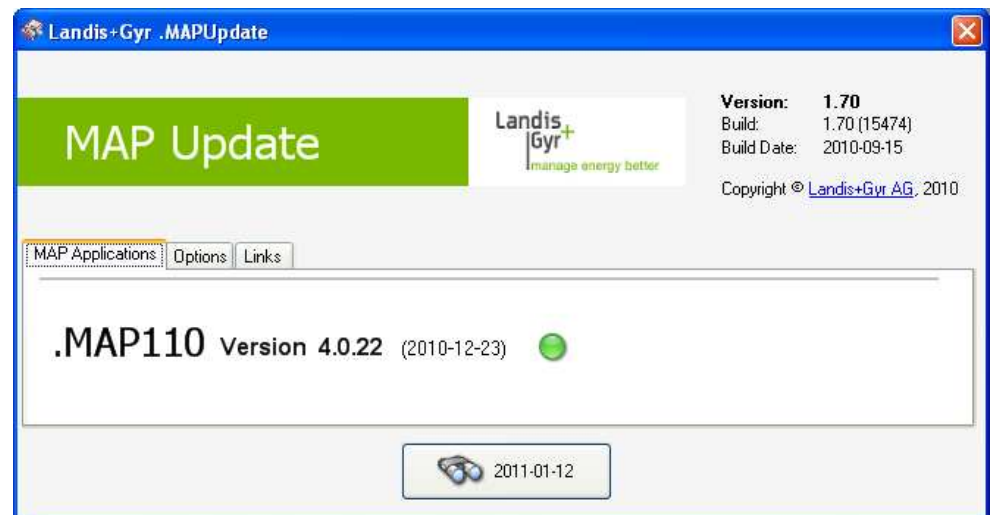 Landis+Gyr .MAPUpdate
MAP Update
Landis+
Gyr
manage energy better
Version: 1.70
Build: 1.70 (15474)
Build Date: 2010-09-15
Copyright © Landis+Gyr AG, 2010
MAP Applications Options Links
.MAP110 Version 4.0.22 (2010-12-23)
2011-01-12